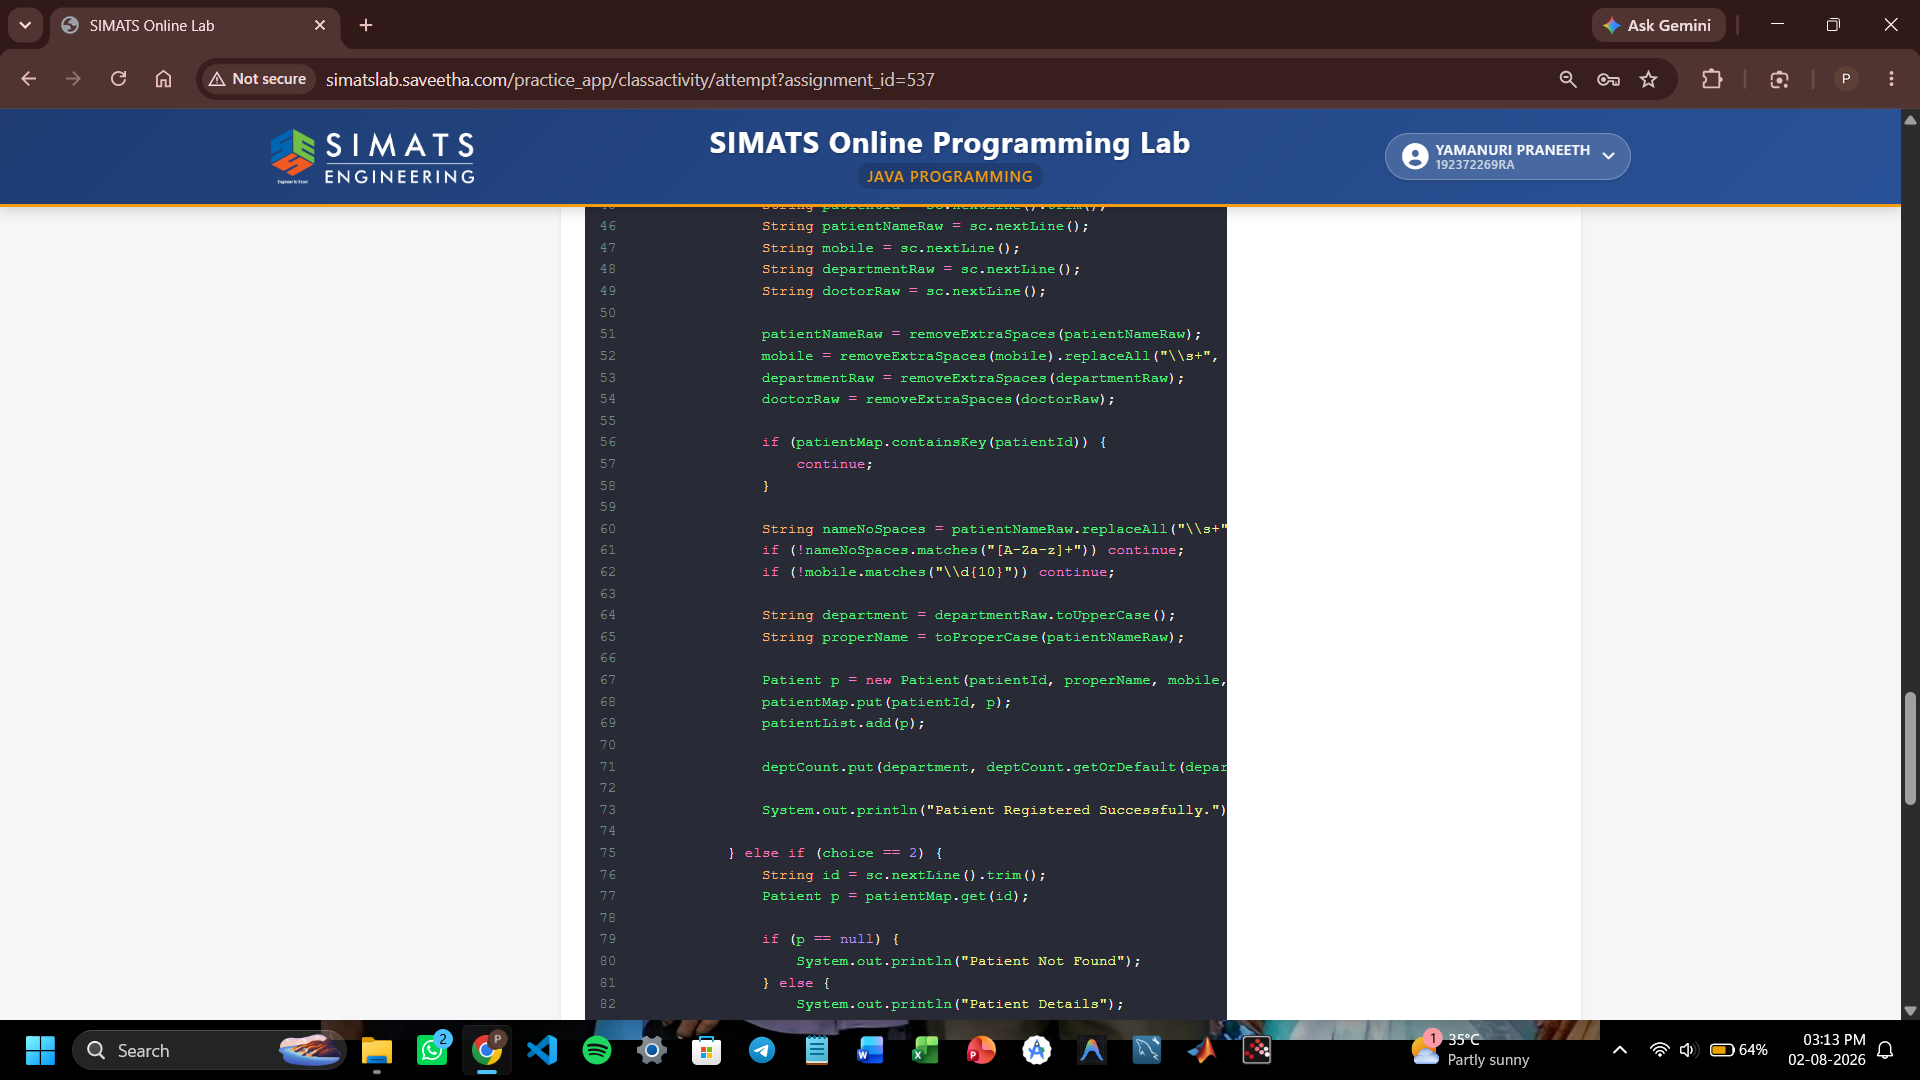 SIMATS Online Lab
Ask Gemini
Not secure
simatslab.saveetha.com/practice_app/classactivity/attempt?assignment_id=537
P
SIMATS
ENGINEERING
Engineer to Excel
SIMATS Online Programming Lab
JAVA PROGRAMMING
YAMANURI PRANEETH
192372269RA
46 String patientNameRaw = sc.nextLine();
47 String mobile = sc.nextLine();
48 String departmentRaw = sc.nextLine();
49 String doctorRaw = sc.nextLine();
50
51 patientNameRaw = removeExtraSpaces(patientNameRaw);
52 mobile = removeExtraSpaces(mobile).replaceAll("\\s+",
53 departmentRaw = removeExtraSpaces(departmentRaw);
54 doctorRaw = removeExtraSpaces(doctorRaw);
55
56 if (patientMap.containsKey(patientId)) {
57 continue;
58 }
59
60 String nameNoSpaces = patientNameRaw.replaceAll("\\s+"
61 if (!nameNoSpaces.matches("[A-Za-z]+")) continue;
62 if (!mobile.matches("\\d{10}")) continue;
63
64 String department = departmentRaw.toUpperCase();
65 String properName = toProperCase(patientNameRaw);
66
67 Patient p = new Patient(patientId, properName, mobile,
68 patientMap.put(patientId, p);
69 patientList.add(p);
70
71 deptCount.put(department, deptCount.getOrDefault(depar
72
73 System.out.println("Patient Registered Successfully.")
74
75 } else if (choice == 2) {
76 String id = sc.nextLine().trim();
77 Patient p = patientMap.get(id);
78
79 if (p == null) {
80 System.out.println("Patient Not Found");
81 } else {
82 System.out.println("Patient Details");
Search
2
P
1
35°C
Partly sunny
64%
03:13 PM
02-08-2026